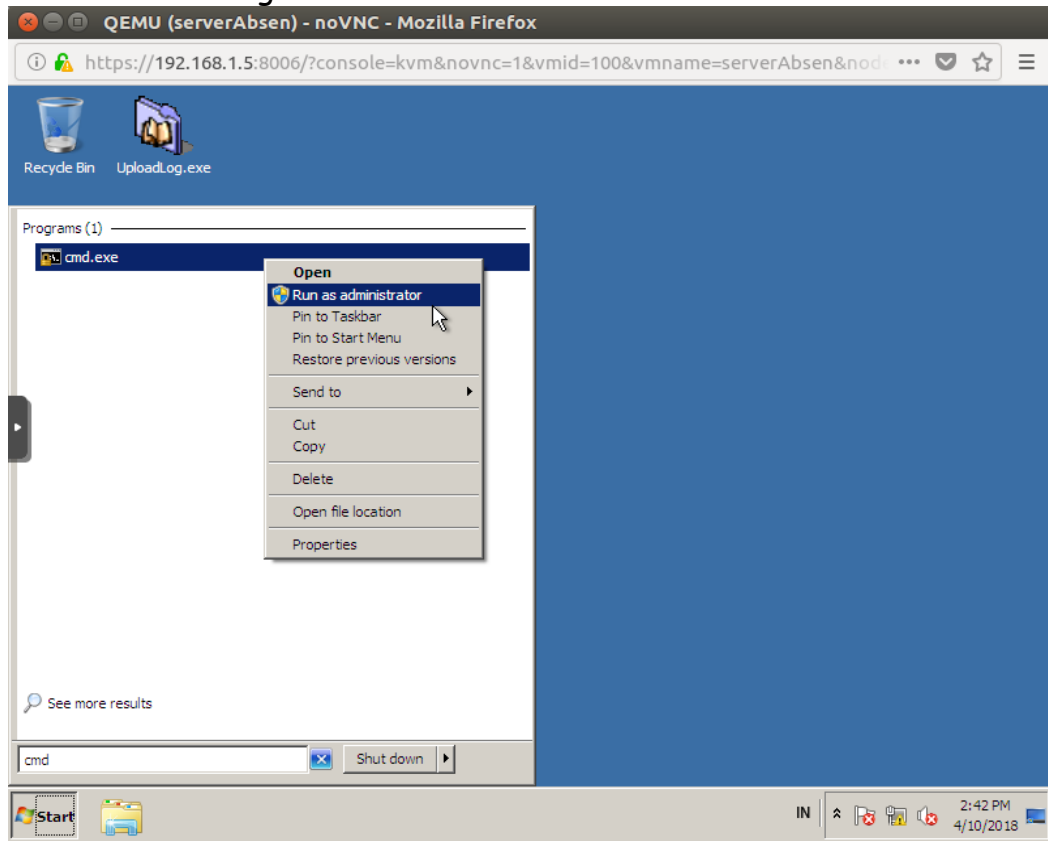 QEMU (serverAbsen) - noVNC - Mozilla Firefox
https://192.168.1.5:8006/?console=kvm&novnc=1&vmid=100&vmname=serverAbsen&nod
Recycle Bin
UploadLog.exe
Programs (1)
cmd.exe
Open
Run as administrator
Pin to Taskbar
Pin to Start Menu
Restore previous versions
Send to
Cut
Copy
Delete
Open file location
Properties
See more results
cmd
Shut down
Start
IN
2:42 PM
4/10/2018